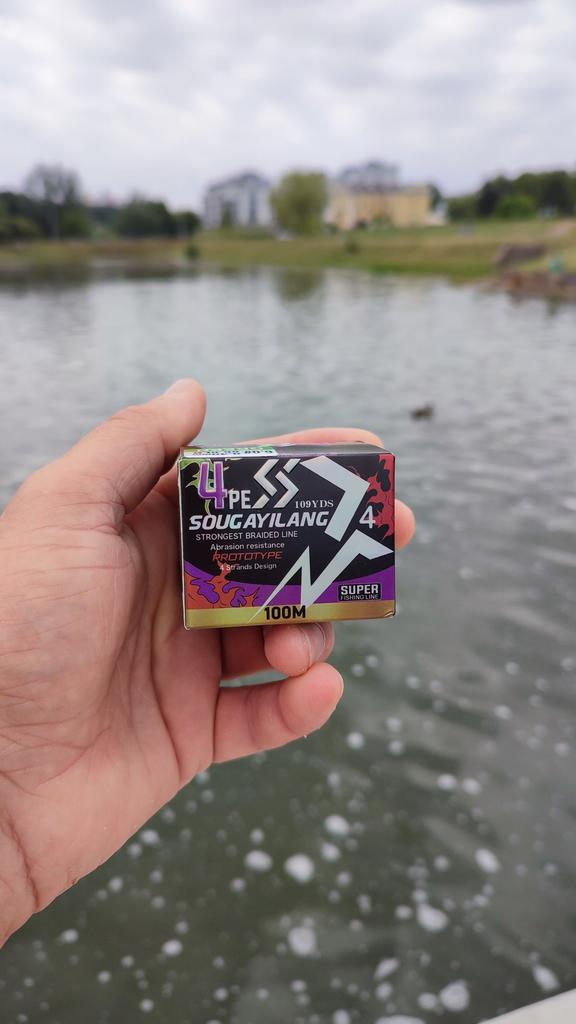 4PE
109YDS
SOUGAYILANG
4
STRONGEST BRAIDED LINE
Abrasion resistance
PROTOTYPE
4 Strands Design
SUPER
FISHING LINE
100M